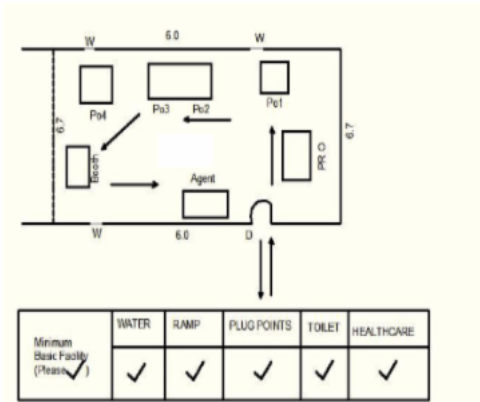 W 6.0 W
Po4 Po3 Po2 Po1
6.7 6.7
Booth PR.O
Agent
W 6.0 D
WATER RAMP PLUG POINTS TOILET HEALTHCARE
Minimum
Basic Facility
(Please ✓ ) ✓ ✓ ✓ ✓ ✓